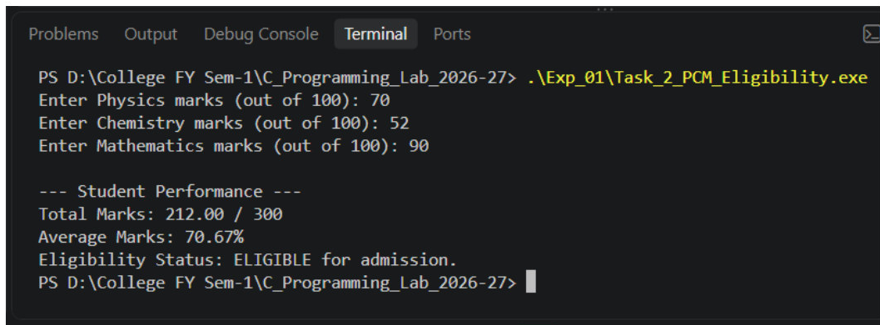 Problems Output Debug Console Terminal Ports
PS D:\College FY Sem-1\C_Programming_Lab_2026-27> .\Exp_01\Task_2_PCM_Eligibility.exe
Enter Physics marks (out of 100): 70
Enter Chemistry marks (out of 100): 52
Enter Mathematics marks (out of 100): 90
--- Student Performance ---
Total Marks: 212.00 / 300
Average Marks: 70.67%
Eligibility Status: ELIGIBLE for admission.
PS D:\College FY Sem-1\C_Programming_Lab_2026-27>